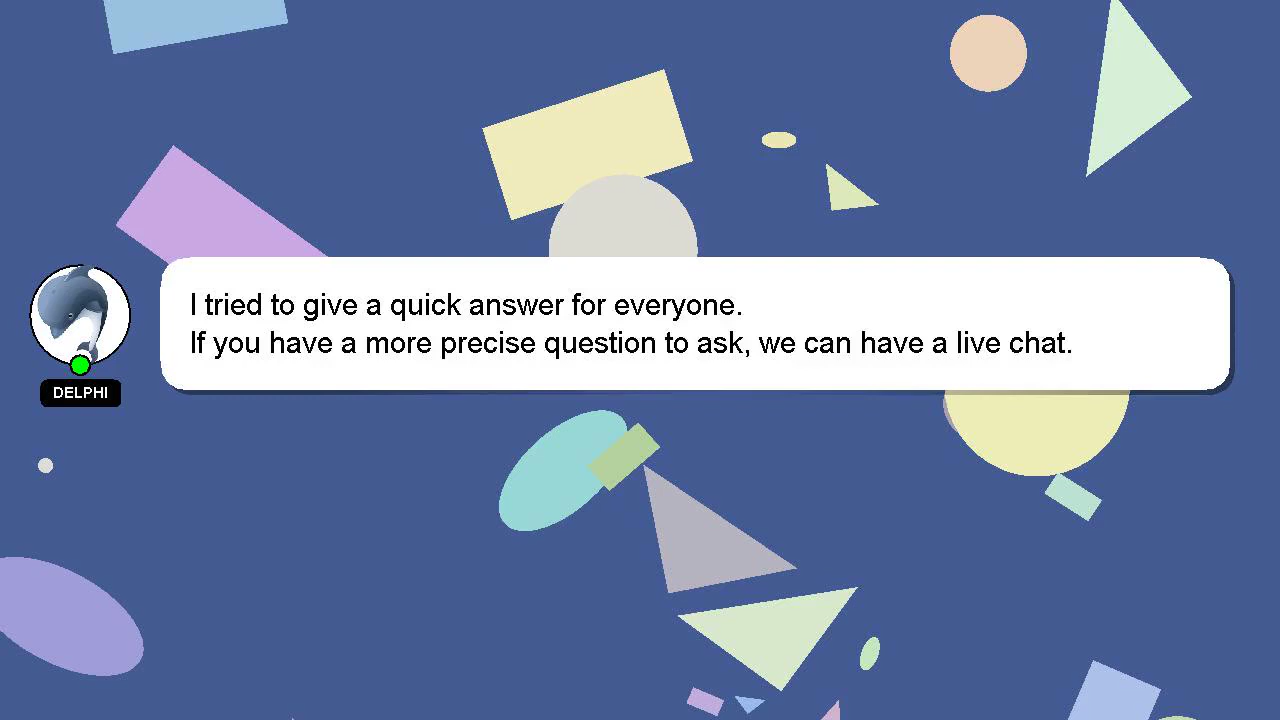 I tried to give a quick answer for everyone.
If you have a more precise question to ask, we can have a live chat.
DELPHI